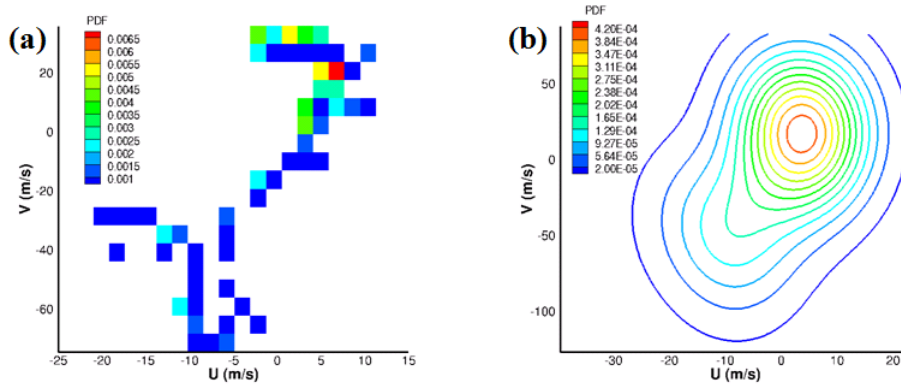 (a)
PDF
0.0065
0.006
0.0055
0.005
0.0045
0.004
0.0035
0.003
0.0025
0.002
0.0015
0.001
V (m/s)
20
0
-20
-40
-60
-25 -20 -15 -10 -5 0 5 10 15
U (m/s)
(b)
PDF
4.20E-04
3.84E-04
3.47E-04
3.11E-04
2.75E-04
2.38E-04
2.02E-04
1.65E-04
1.29E-04
9.27E-05
5.64E-05
2.00E-05
V (m/s)
50
0
-50
-100
-30 -20 -10 0 10 20
U (m/s)